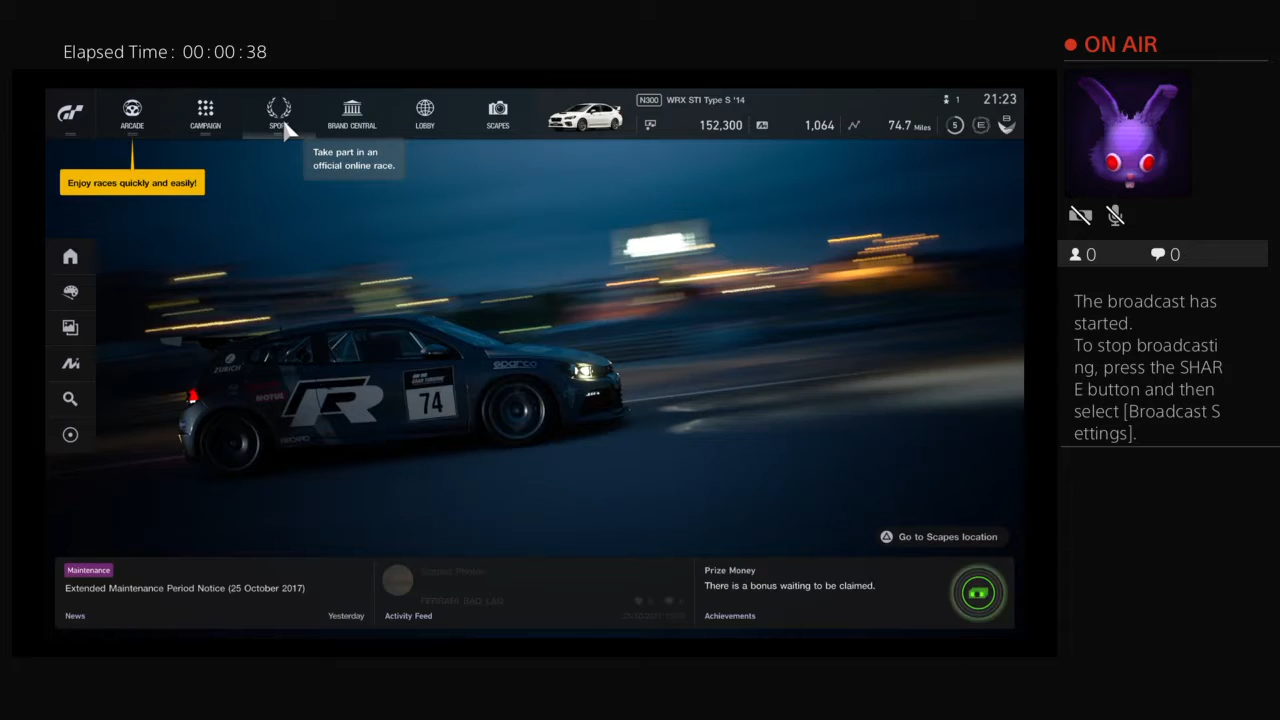 Elapsed Time: 00:00:38
ON AIR
ARCADE
CAMPAIGN
SPORT
BRAND CENTRAL
LOBBY
SCAPES
N300 WRX STI Type S '14
1
21:23
152,300
1,064
74.7 Miles
5
E
B
Take part in an
official online race.
Enjoy races quickly and easily!
ZURICH
MOTUL
R
74
sparco
RECARO
0
0
The broadcast has
started.
To stop broadcasti
ng, press the SHAR
E button and then
select [Broadcast S
ettings].
Go to Scapes location
Maintenance
Extended Maintenance Period Notice (25 October 2017)
News
Yesterday
Activity Feed
Prize Money
There is a bonus waiting to be claimed.
Achievements